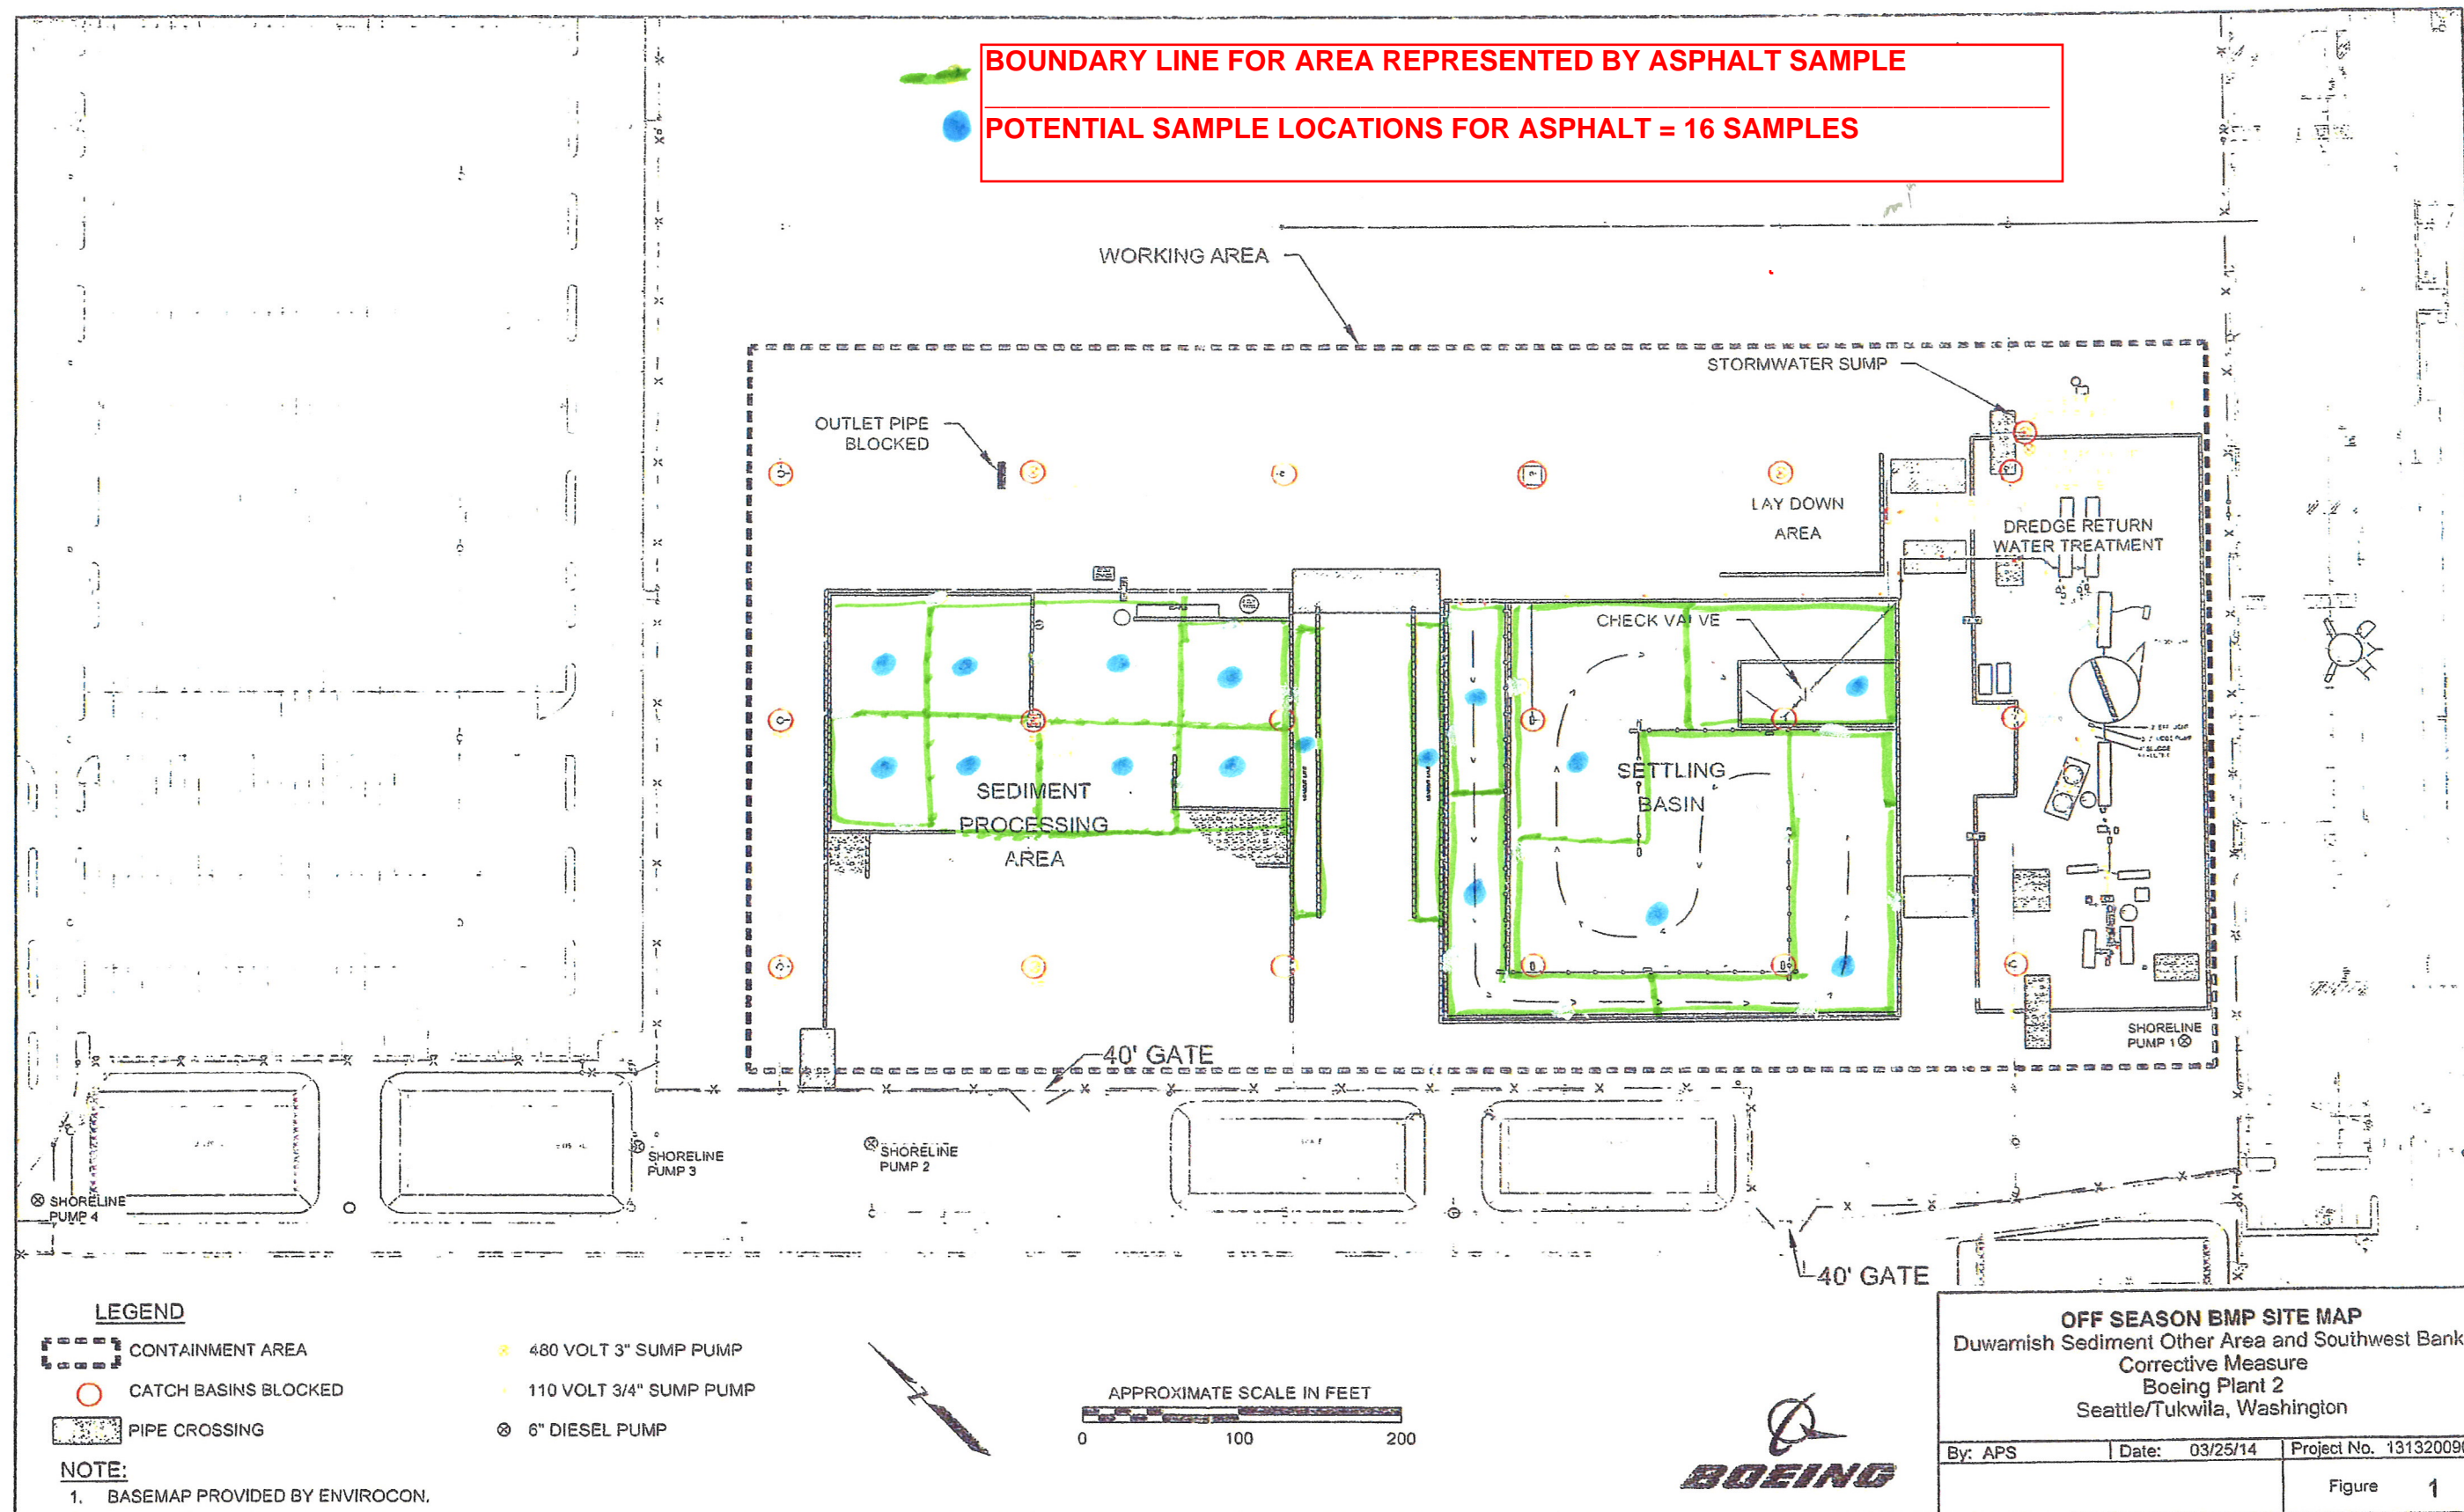 BOUNDARY LINE FOR AREA REPRESENTED BY ASPHALT SAMPLE
POTENTIAL SAMPLE LOCATIONS FOR ASPHALT = 16 SAMPLES
WORKING AREA
STORMWATER SUMP
OUTLET PIPE
BLOCKED
LAY DOWN
AREA
DREDGE RETURN
WATER TREATMENT
CHECK VALVE
SETTLING
BASIN
SEDIMENT
PROCESSING
AREA
SHORELINE
PUMP 1
40' GATE
SHORELINE
PUMP 3
SHORELINE
PUMP 2
SHORELINE
PUMP 4
40' GATE
LEGEND
CONTAINMENT AREA
CATCH BASINS BLOCKED
PIPE CROSSING
480 VOLT 3" SUMP PUMP
110 VOLT 3/4" SUMP PUMP
6" DIESEL PUMP
NOTE:
1. BASEMAP PROVIDED BY ENVIROCON.
APPROXIMATE SCALE IN FEET
0 100 200
BOEING
OFF SEASON BMP SITE MAP
Duwamish Sediment Other Area and Southwest Bank
Corrective Measure
Boeing Plant 2
Seattle/Tukwila, Washington
By: APS Date: 03/25/14 Project No. 131320090
Figure 1